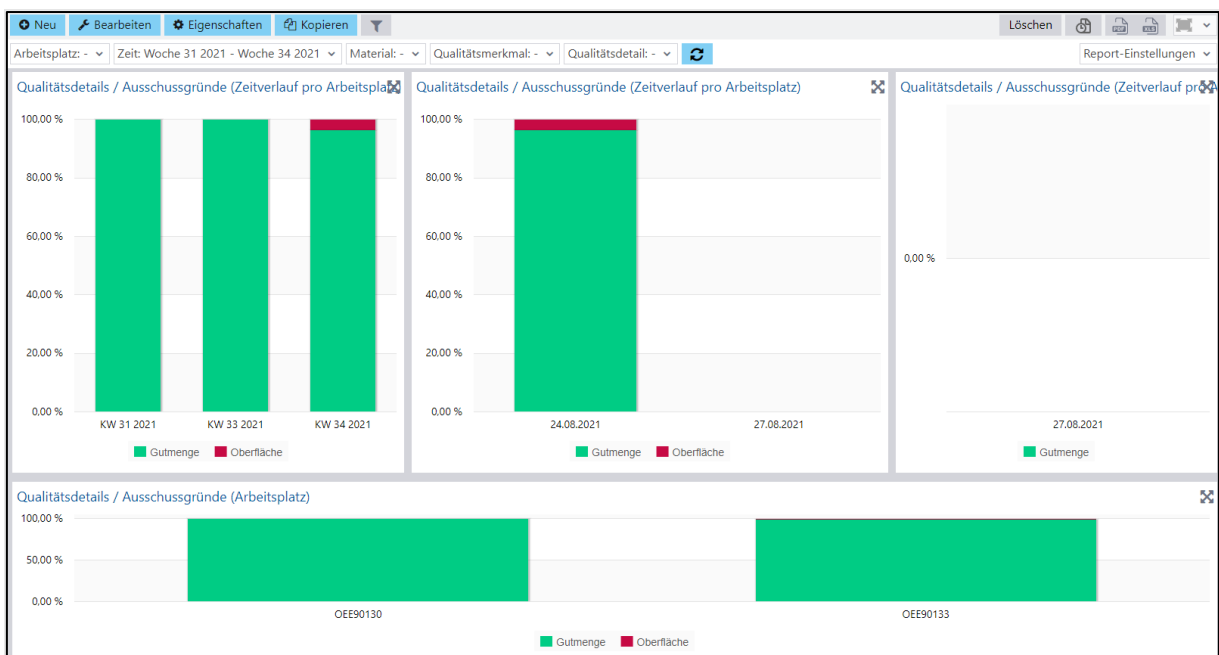 Neu Bearbeiten Eigenschaften Kopieren Löschen PDF XLS
Arbeitsplatz: - Zeit: Woche 31 2021 - Woche 34 2021 Material: - Qualitätsmerkmal: - Qualitätsdetail: - Report-Einstellungen
Qualitätsdetails / Ausschussgründe (Zeitverlauf pro Arbeitspla
100.00 %
80,00 %
60,00 %
40,00 %
20,00 %
0,00 %
KW 31 2021 KW 33 2021 KW 34 2021
Gutmenge Oberfläche
Qualitätsdetails / Ausschussgründe (Zeitverlauf pro Arbeitsplatz)
100.00 %
80,00 %
60,00 %
40,00 %
20,00 %
0,00 %
24.08.2021 27.08.2021
Gutmenge Oberfläche
Qualitätsdetails / Ausschussgründe (Zeitverlauf pro A
0,00 %
27.08.2021
Gutmenge
Qualitätsdetails / Ausschussgründe (Arbeitsplatz)
100.00 %
50.00 %
0,00 %
OEE90130 OEE90133
Gutmenge Oberfläche